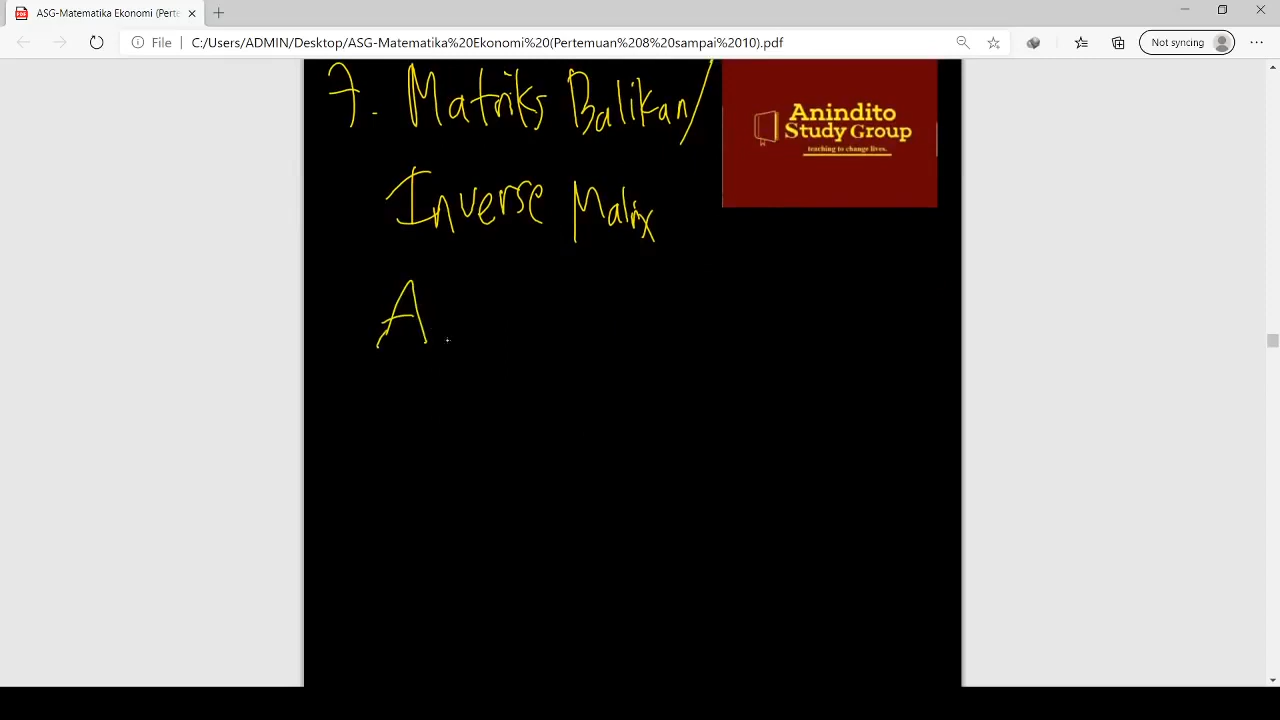 ASG-Matematika Ekonomi (Perte
File
C:/Users/ADMIN/Desktop/ASG-Matematika%20Ekonomi%20(Pertemuan%208%20sampai%2010).pdf
Not syncing
7. Matriks Balikan/
Inverse Matrix
A
Anindito
Study Group
teaching to change lives.